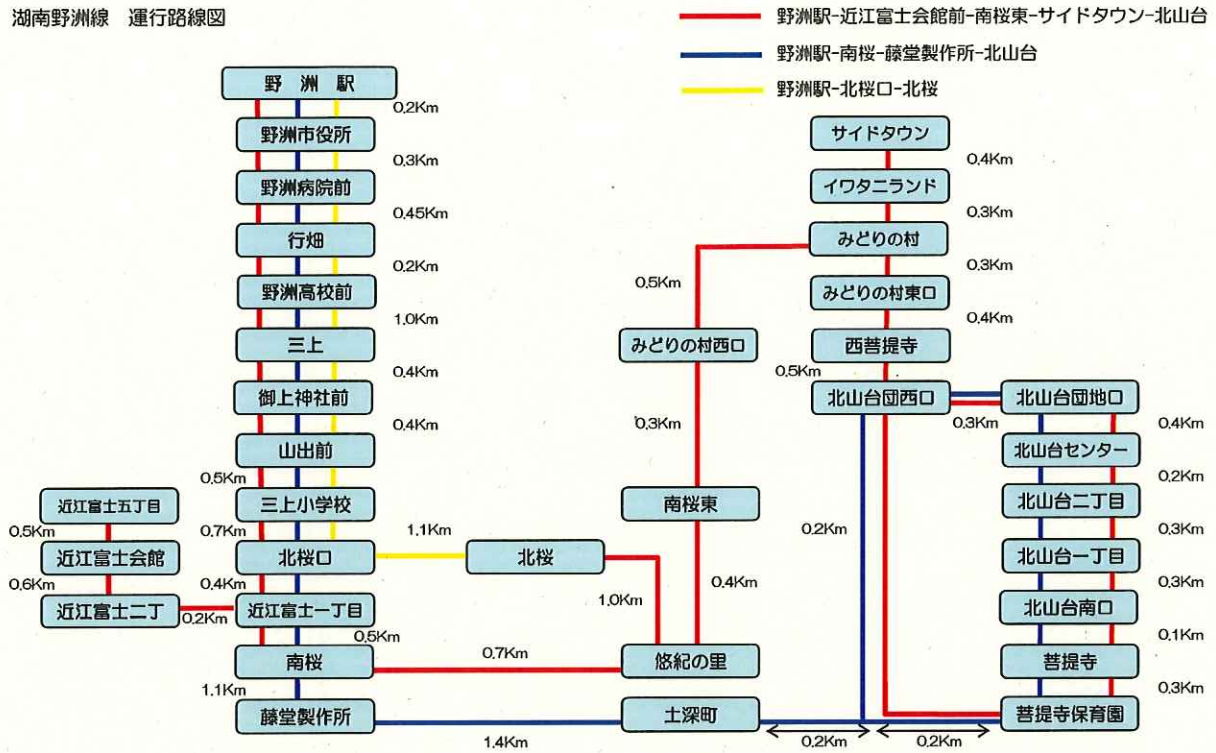 湖南野洲線　運行路線図
野洲駅-近江富士会館前-南桜東-サイドタウン-北山台
野洲駅-南桜-藤堂製作所-北山台
野洲駅-北桜口-北桜
野洲駅
0.2Km
野洲市役所
0.3Km
野洲病院前
0.45Km
行畑
0.2Km
野洲高校前
1.0Km
三上
0.4Km
御上神社前
0.4Km
山出前
0.5Km
三上小学校
0.7Km
北桜口
0.4Km
近江富士一丁目
0.5Km
南桜
1.1Km
藤堂製作所
近江富士五丁目
0.5Km
近江富士会館
0.6Km
近江富士二丁
0.2Km
1.1Km
北桜
1.0Km
0.7Km
悠紀の里
0.4Km
南桜東
0.3Km
みどりの村西口
0.5Km
1.4Km
土深町
0.2Km
0.2Km
0.2Km
サイドタウン
0.4Km
イワタニランド
0.3Km
みどりの村
0.3Km
みどりの村東口
0.4Km
西菩提寺
0.5Km
北山台団西口
0.3Km
北山台団地口
0.4Km
北山台センター
0.2Km
北山台二丁目
0.3Km
北山台一丁目
0.3Km
北山台南口
0.1Km
菩提寺
0.3Km
菩提寺保育園